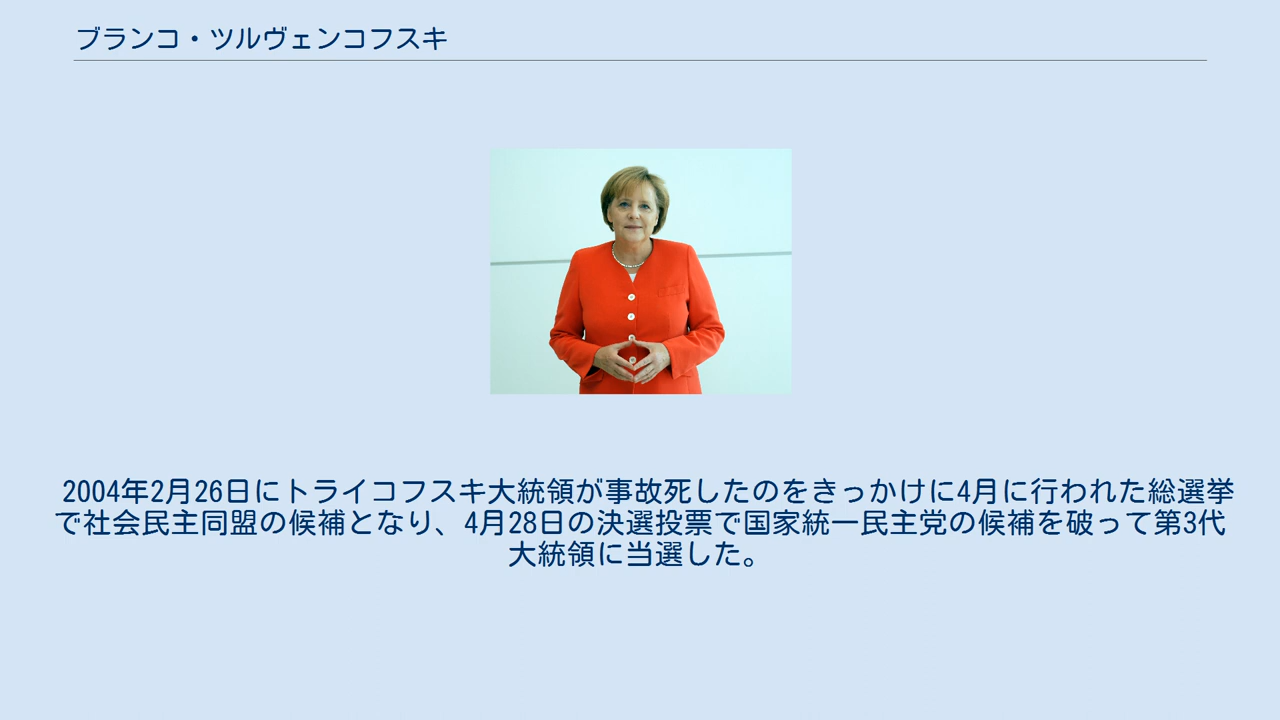 ブランコ・ツルヴェンコフスキ
2004年2月26日にトライコフスキ大統領が事故死したのをきっかけに4月に行われた総選挙
で社会民主同盟の候補となり、4月28日の決選投票で国家統一民主党の候補を破って第3代
大統領に当選した。